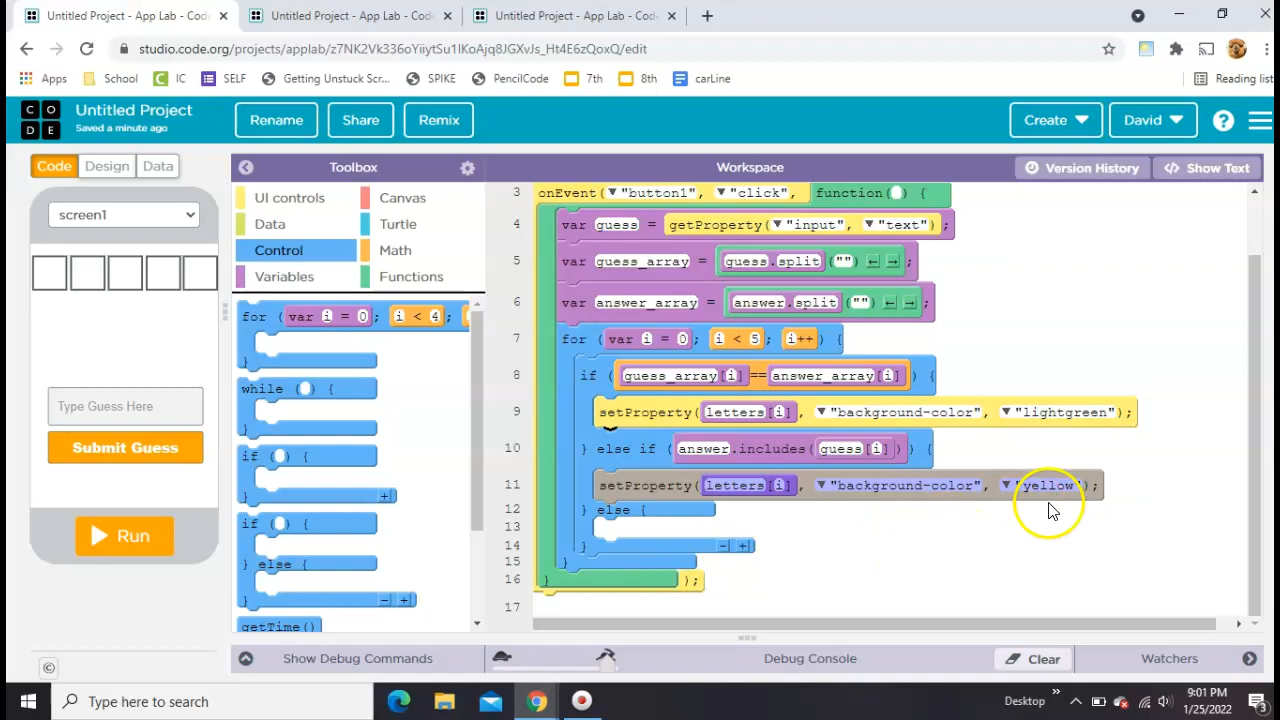 Untitled Project - App Lab - Code
Untitled Project - App Lab - Code
Untitled Project - App Lab - Code
studio.code.org/projects/applab/z7NK2Vk336oYiiytSu1IKoAjq8JGXvJs_Ht4E6zQoxQ/edit
Apps School IC SELF Getting Unstuck Scr... SPIKE PencilCode 7th 8th carLine Reading list
CODE
Untitled Project
Saved a minute ago
Rename Share Remix Create David ?
Code Design Data
Toolbox
Workspace
Version History
Show Text
screen1
Type Guess Here
Submit Guess
Run
UI controls Canvas
Data Turtle
Control Math
Variables Functions
for (var i = 0; i < 4;
}
while () {
}
if () {
} +
if () {
} else {
} - +
getTime()
3 onEvent("button1", "click", function() {
4 var guess = getProperty("input", "text");
5 var guess_array = guess.split("");
6 var answer_array = answer.split("");
7 for (var i = 0; i < 5; i++) {
8 if (guess_array[i]==answer_array[i]) {
9 setProperty(letters[i], "background-color", "lightgreen");
10 } else if (answer.includes(guess[i])) {
11 setProperty(letters[i], "background-color", "yellow");
12 } else {
13
14 } - +
15 }
16 });
17
©
Show Debug Commands
Debug Console
Clear
Watchers
Type here to search
Desktop
9:01 PM
1/25/2022
3